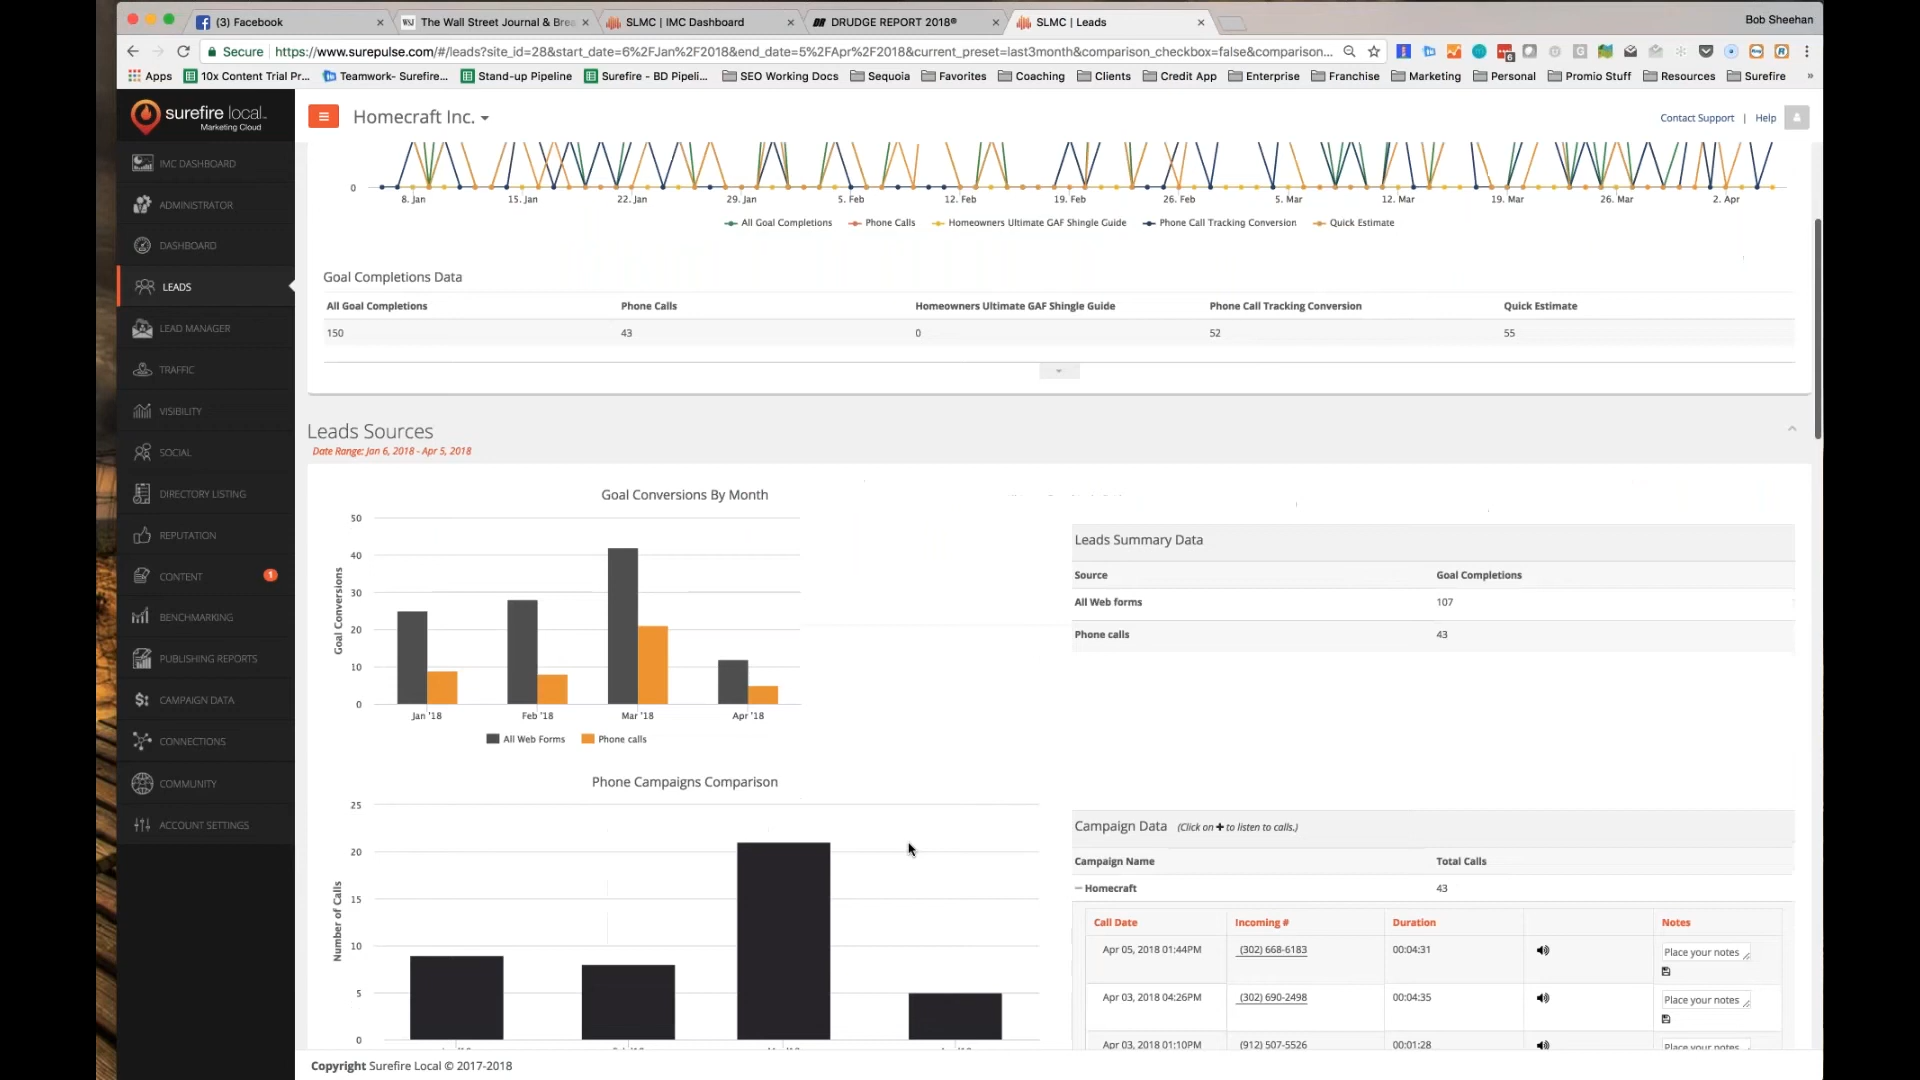 (3) Facebook
The Wall Street Journal & Brea
SLMC | IMC Dashboard
DRUDGE REPORT 2018®
SLMC | Leads
Bob Sheehan
Secure
https://www.surepulse.com/#/leads?site_id=28&start_date=6%2FJan%2F2018&end_date=5%2FApr%2F2018&current_preset=last3month&comparison_checkbox=false&comparison...
Apps
10x Content Trial Pr...
Teamwork- Surefire...
Stand-up Pipeline
Surefire - BD Pipeli...
SEO Working Docs
Sequoia
Favorites
Coaching
Clients
Credit App
Enterprise
Franchise
Marketing
Personal
Promio Stuff
Resources
Surefire
»
surefire local
Marketing Cloud
Homecraft Inc.
Contact Support | Help
IMC DASHBOARD
ADMINISTRATOR
DASHBOARD
LEADS
LEAD MANAGER
TRAFFIC
VISIBILITY
SOCIAL
DIRECTORY LISTING
REPUTATION
CONTENT 1
BENCHMARKING
PUBLISHING REPORTS
CAMPAIGN DATA
CONNECTIONS
COMMUNITY
ACCOUNT SETTINGS
0
8. Jan 15. Jan 22. Jan 29. Jan 5. Feb 12. Feb 19. Feb 26. Feb 5. Mar 12. Mar 19. Mar 26. Mar 2. Apr
All Goal Completions Phone Calls Homeowners Ultimate GAF Shingle Guide Phone Call Tracking Conversion Quick Estimate
Goal Completions Data
All Goal Completions Phone Calls Homeowners Ultimate GAF Shingle Guide Phone Call Tracking Conversion Quick Estimate
150 43 0 52 55
Leads Sources
Date Range: Jan 6, 2018 - Apr 5, 2018
Goal Conversions By Month
Goal Conversions
50
40
30
20
10
0
Jan '18 Feb '18 Mar '18 Apr '18
All Web Forms Phone calls
Leads Summary Data
Source Goal Completions
All Web forms 107
Phone calls 43
Phone Campaigns Comparison
Number of Calls
25
20
15
10
5
0
Campaign Data (Click on + to listen to calls.)
Campaign Name Total Calls
− Homecraft 43
Call Date Incoming # Duration Notes
Apr 05, 2018 01:44PM (302) 668-6183 00:04:31 Place your notes
Apr 03, 2018 04:26PM (302) 690-2498 00:04:35 Place your notes
Apr 03, 2018 01:10PM (912) 507-5526 00:01:28 Place your notes
Copyright Surefire Local © 2017-2018